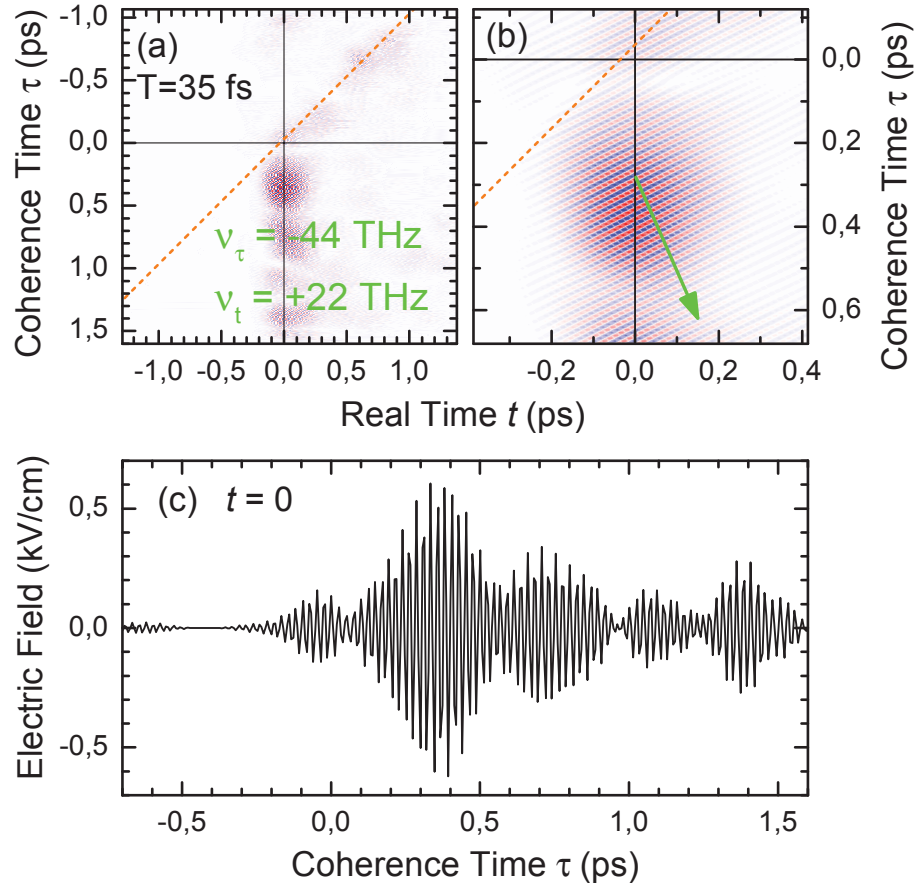 (a)
T=35 fs
ντ = -44 THz
νt = +22 THz
-1,0
-0,5
0,0
0,5
1,0
1,5
Coherence Time τ (ps)
-1,0 -0,5 0,0 0,5 1,0
(b)
0,0
0,2
0,4
0,6
Coherence Time τ (ps)
-0,2 0,0 0,2 0,4
Real Time t (ps)
(c) t = 0
0,5
0,0
-0,5
Electric Field (kV/cm)
-0,5 0,0 0,5 1,0 1,5
Coherence Time τ (ps)